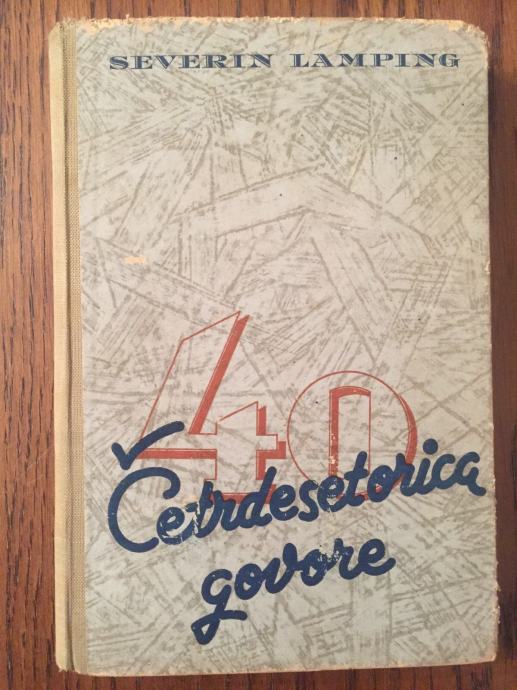 SEVERIN LAMPING
40
Četrdesetorica
govore